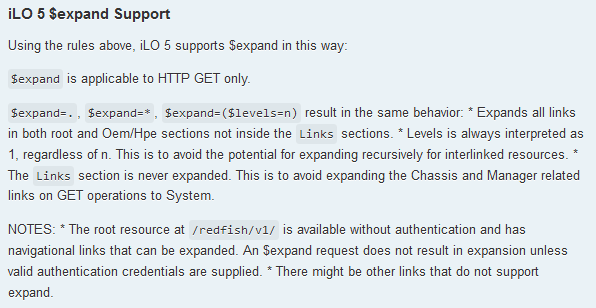 iLO 5 $expand Support
Using the rules above, iLO 5 supports $expand in this way:
$expand is applicable to HTTP GET only.
$expand=. , $expand=* , $expand=($levels=n) result in the same behavior: * Expands all links
in both root and Oem/Hpe sections not inside the Links sections. * Levels is always interpreted as
1, regardless of n. This is to avoid the potential for expanding recursively for interlinked resources. *
The Links section is never expanded. This is to avoid expanding the Chassis and Manager related
links on GET operations to System.
NOTES: * The root resource at /redfish/v1/ is available without authentication and has
navigational links that can be expanded. An $expand request does not result in expansion unless
valid authentication credentials are supplied. * There might be other links that do not support
expand.